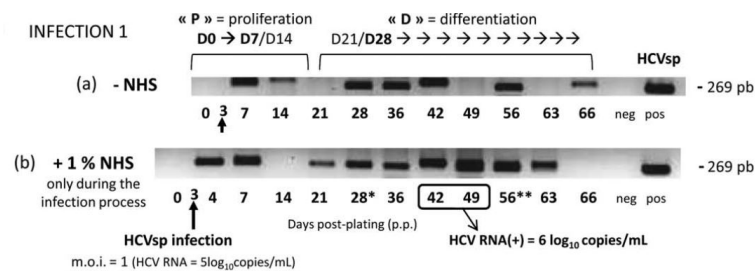 « P » = proliferation « D » = differentiation
INFECTION 1 D0 → D7/D14 D21/D28 → → → → → → → → → → →
HCVsp
(a) - NHS - 269 pb
0 3 7 14 21 28 36 42 49 56 63 66 neg pos
(b) + 1 % NHS - 269 pb
only during the
infection process
0 3 4 7 14 21 28* 36 42 49 56** 63 66 neg pos
Days post-plating (p.p.)
HCVsp infection HCV RNA(+) = 6 log10 copies/mL
m.o.i. = 1 (HCV RNA = 5log10copies/mL)